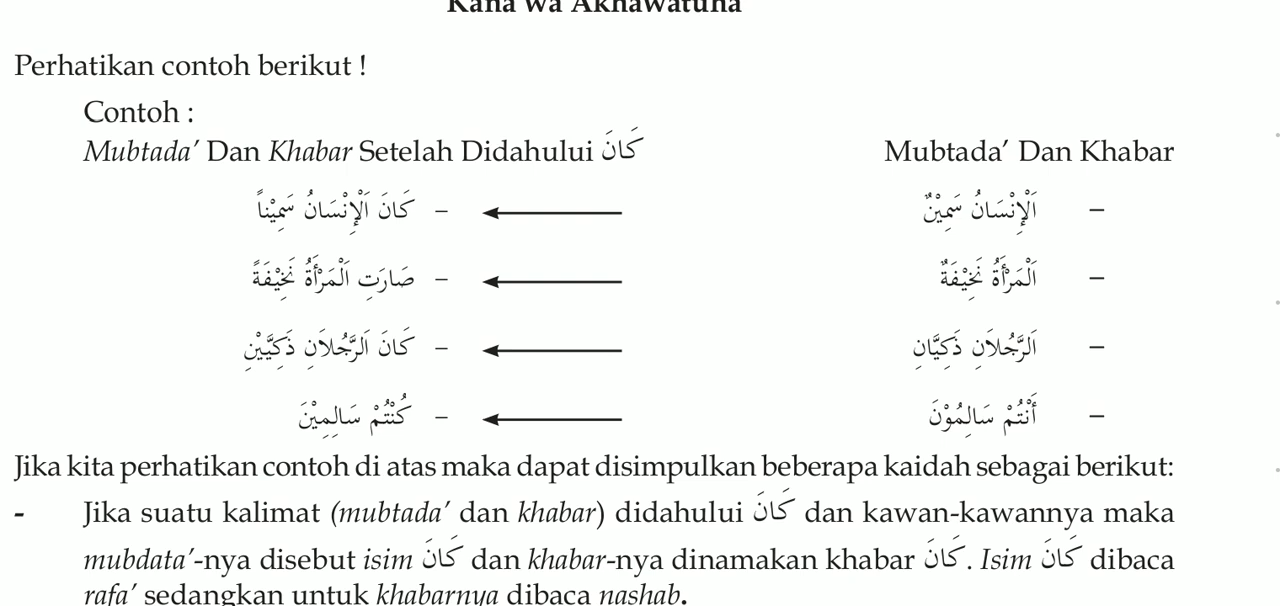 Kana wa Akhawatuha
Perhatikan contoh berikut !
Contoh :
Mubtada’ Dan Khabar Setelah Didahului كَانَ Mubtada’ Dan Khabar
– اَلْإِنْسَانُ سَمِيْنٌ – كَانَ اَلْإِنْسَانُ سَمِيْناً
– اَلْمَرْأَةُ نَخِيْفَةٌ – صَارَتِ اَلْمَرْأَةُ نَخِيْفَةً
– اَلرَّجُلاَنِ ذَكِيَّانِ – كَانَ اَلرَّجُلاَنِ ذَكِيَّيْنِ
– أَنْتُمْ سَالِمُوْنَ – كُنْتُمْ سَالِمِيْنَ
Jika kita perhatikan contoh di atas maka dapat disimpulkan beberapa kaidah sebagai berikut:
- Jika suatu kalimat (mubtada’ dan khabar) didahului كَانَ dan kawan-kawannya maka
mubdata’-nya disebut isim كَانَ dan khabar-nya dinamakan khabar كَانَ. Isim كَانَ dibaca
rafa’ sedangkan untuk khabarnya dibaca nashab.